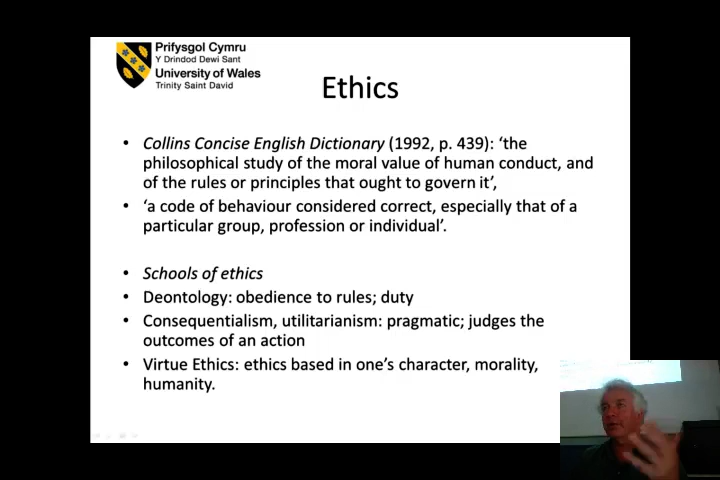 Prifysgol Cymru
Y Drindod Dewi Sant
University of Wales
Trinity Saint David
Ethics
• Collins Concise English Dictionary (1992, p. 439): ‘the
philosophical study of the moral value of human conduct, and
of the rules or principles that ought to govern it’,
• ‘a code of behaviour considered correct, especially that of a
particular group, profession or individual’.
• Schools of ethics
• Deontology: obedience to rules; duty
• Consequentialism, utilitarianism: pragmatic; judges the
outcomes of an action
• Virtue Ethics: ethics based in one’s character, morality,
humanity.